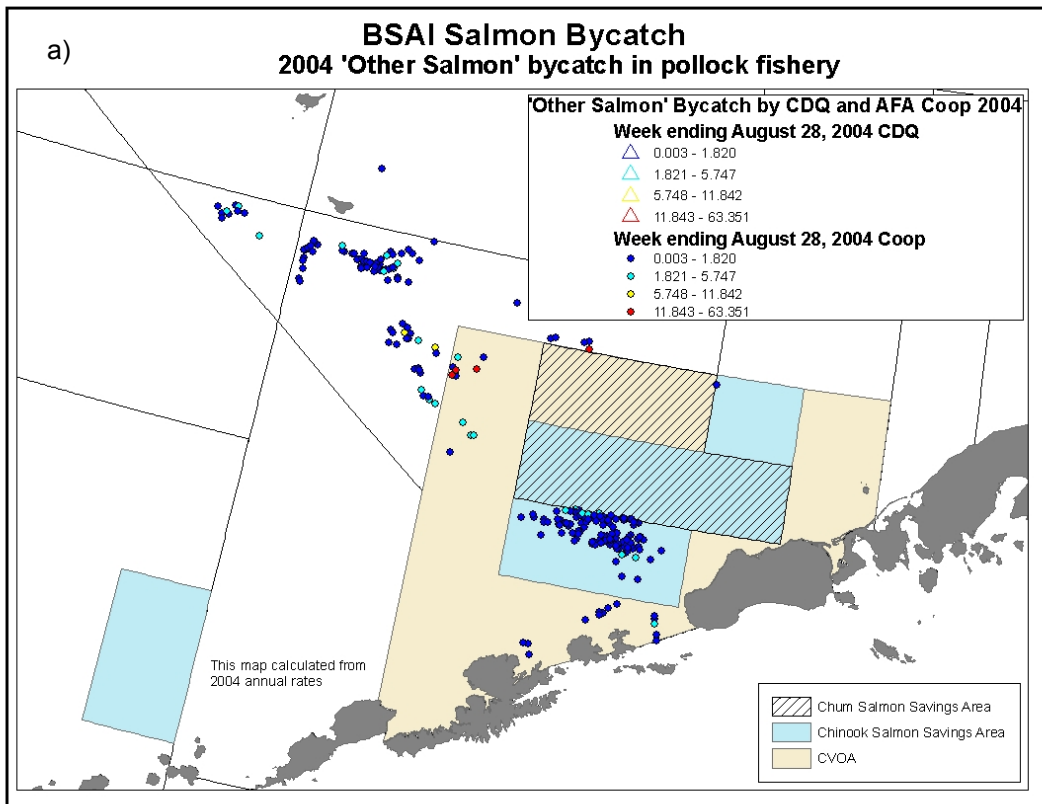 a)
BSAI Salmon Bycatch
2004 'Other Salmon' bycatch in pollock fishery
'Other Salmon' Bycatch by CDQ and AFA Coop 2004
Week ending August 28, 2004 CDQ
0.003 - 1.820
1.821 - 5.747
5.748 - 11.842
11.843 - 63.351
Week ending August 28, 2004 Coop
0.003 - 1.820
1.821 - 5.747
5.748 - 11.842
11.843 - 63.351
This map calculated from
2004 annual rates
Chum Salmon Savings Area
Chinook Salmon Savings Area
CVOA